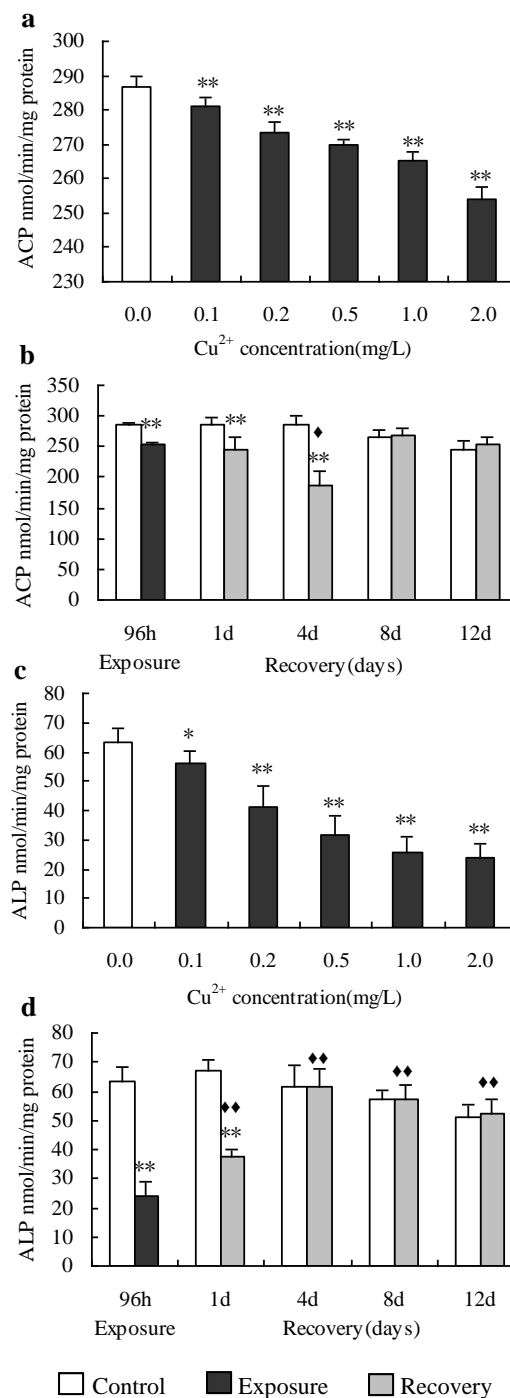 a
300
290
280
270
260
250
240
230
ACP nmol/min/mg protein
** ** ** ** **
0.0 0.1 0.2 0.5 1.0 2.0
Cu²⁺ concentration(mg/L)
b
350
300
250
200
150
100
50
0
ACP nmol/min/mg protein
** ** ♦
**
96h 1d 4d 8d 12d
Exposure Recovery(days)
c
80
70
60
50
40
30
20
10
0
ALP nmol/min/mg protein
* ** ** ** **
0.0 0.1 0.2 0.5 1.0 2.0
Cu²⁺ concentration(mg/L)
d
80
70
60
50
40
30
20
10
0
ALP nmol/min/mg protein
♦♦ ♦♦ ♦♦
♦♦
** **
96h 1d 4d 8d 12d
Exposure Recovery(days)
Control Exposure Recovery